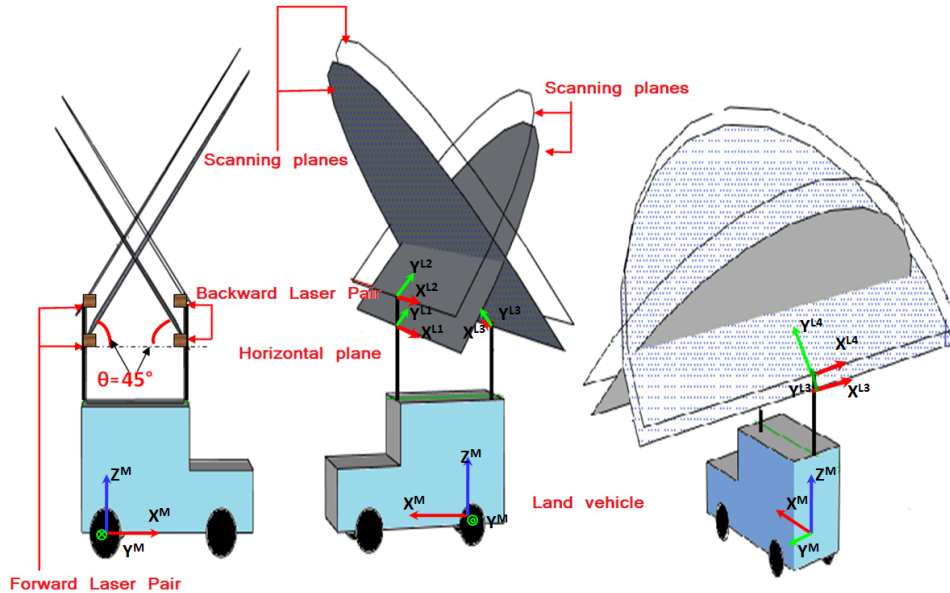 Scanning planes
Scanning planes
Backward Laser Pair
Horizontal plane
θ=45°
Y^L2
X^L2
Y^L1
X^L1
Y^L3
X^L3
Y^L4
X^L4
Y^L3
X^L3
Z^M
X^M
Y^M
Z^M
X^M
Y^M
Land vehicle
Z^M
X^M
Y^M
Forward Laser Pair